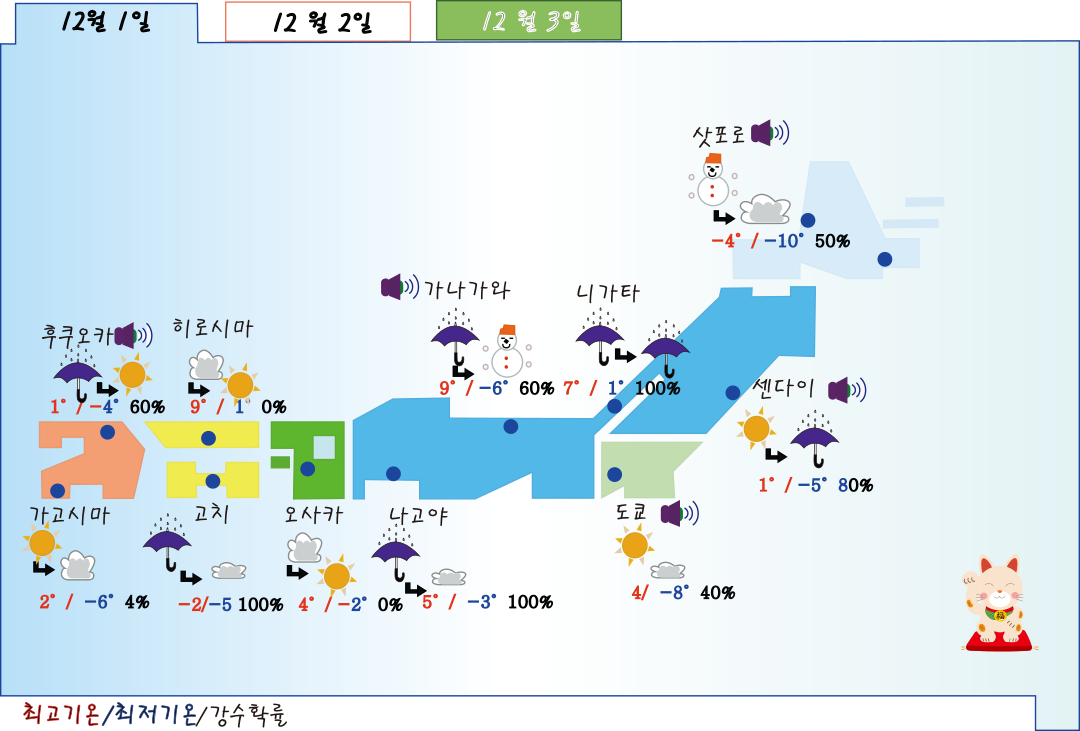 12월 1일
12 월 2일
12 월 3일
삿포로
-4° / -10° 50%
가나가와
니가타
9° / -6° 60%
7° / 1° 100%
후쿠오카
히로시마
1° / -4° 60%
9° / 1° 0%
센다이
1° / -5° 80%
가고시마
고치
오사카
나고야
도쿄
2° / -6° 4%
-2/-5 100%
4° / -2° 0%
5° / -3° 100%
4/ -8° 40%
福
최고기온/최저기온/강수확률